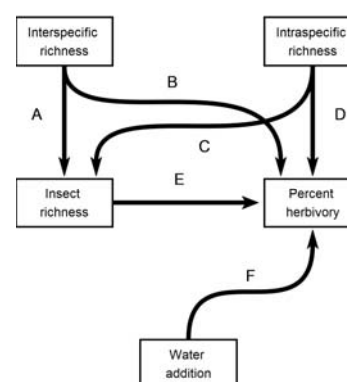 Interspecific
richness
Intraspecific
richness
A
B
C
D
Insect
richness
E
Percent
herbivory
F
Water
addition